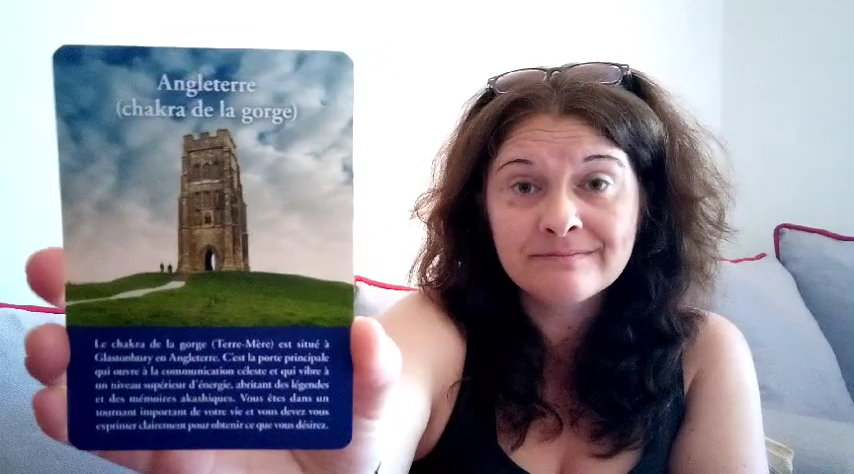 Angleterre
(chakra de la gorge)
Le chakra de la gorge (Terre-Mère) est situé à
Glastonbury en Angleterre. C'est la porte principale
qui ouvre à la communication céleste et qui vibre à
un niveau supérieur d'énergie, abritant des légendes
et des mémoires akashiques. Vous êtes dans un
tournant important de votre vie et vous devez vous
exprimer clairement pour obtenir ce que vous désirez.